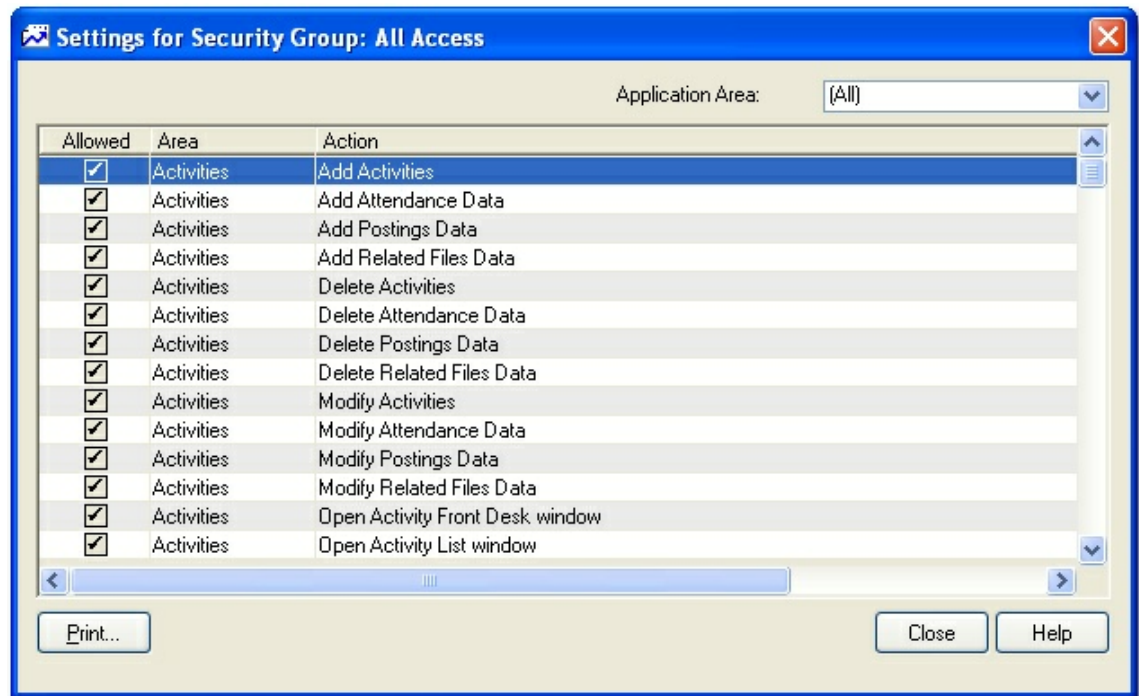 Settings for Security Group: All Access
Application Area: (All)
Allowed Area Action
Activities Add Activities
Activities Add Attendance Data
Activities Add Postings Data
Activities Add Related Files Data
Activities Delete Activities
Activities Delete Attendance Data
Activities Delete Postings Data
Activities Delete Related Files Data
Activities Modify Activities
Activities Modify Attendance Data
Activities Modify Postings Data
Activities Modify Related Files Data
Activities Open Activity Front Desk window
Activities Open Activity List window
Print... Close Help